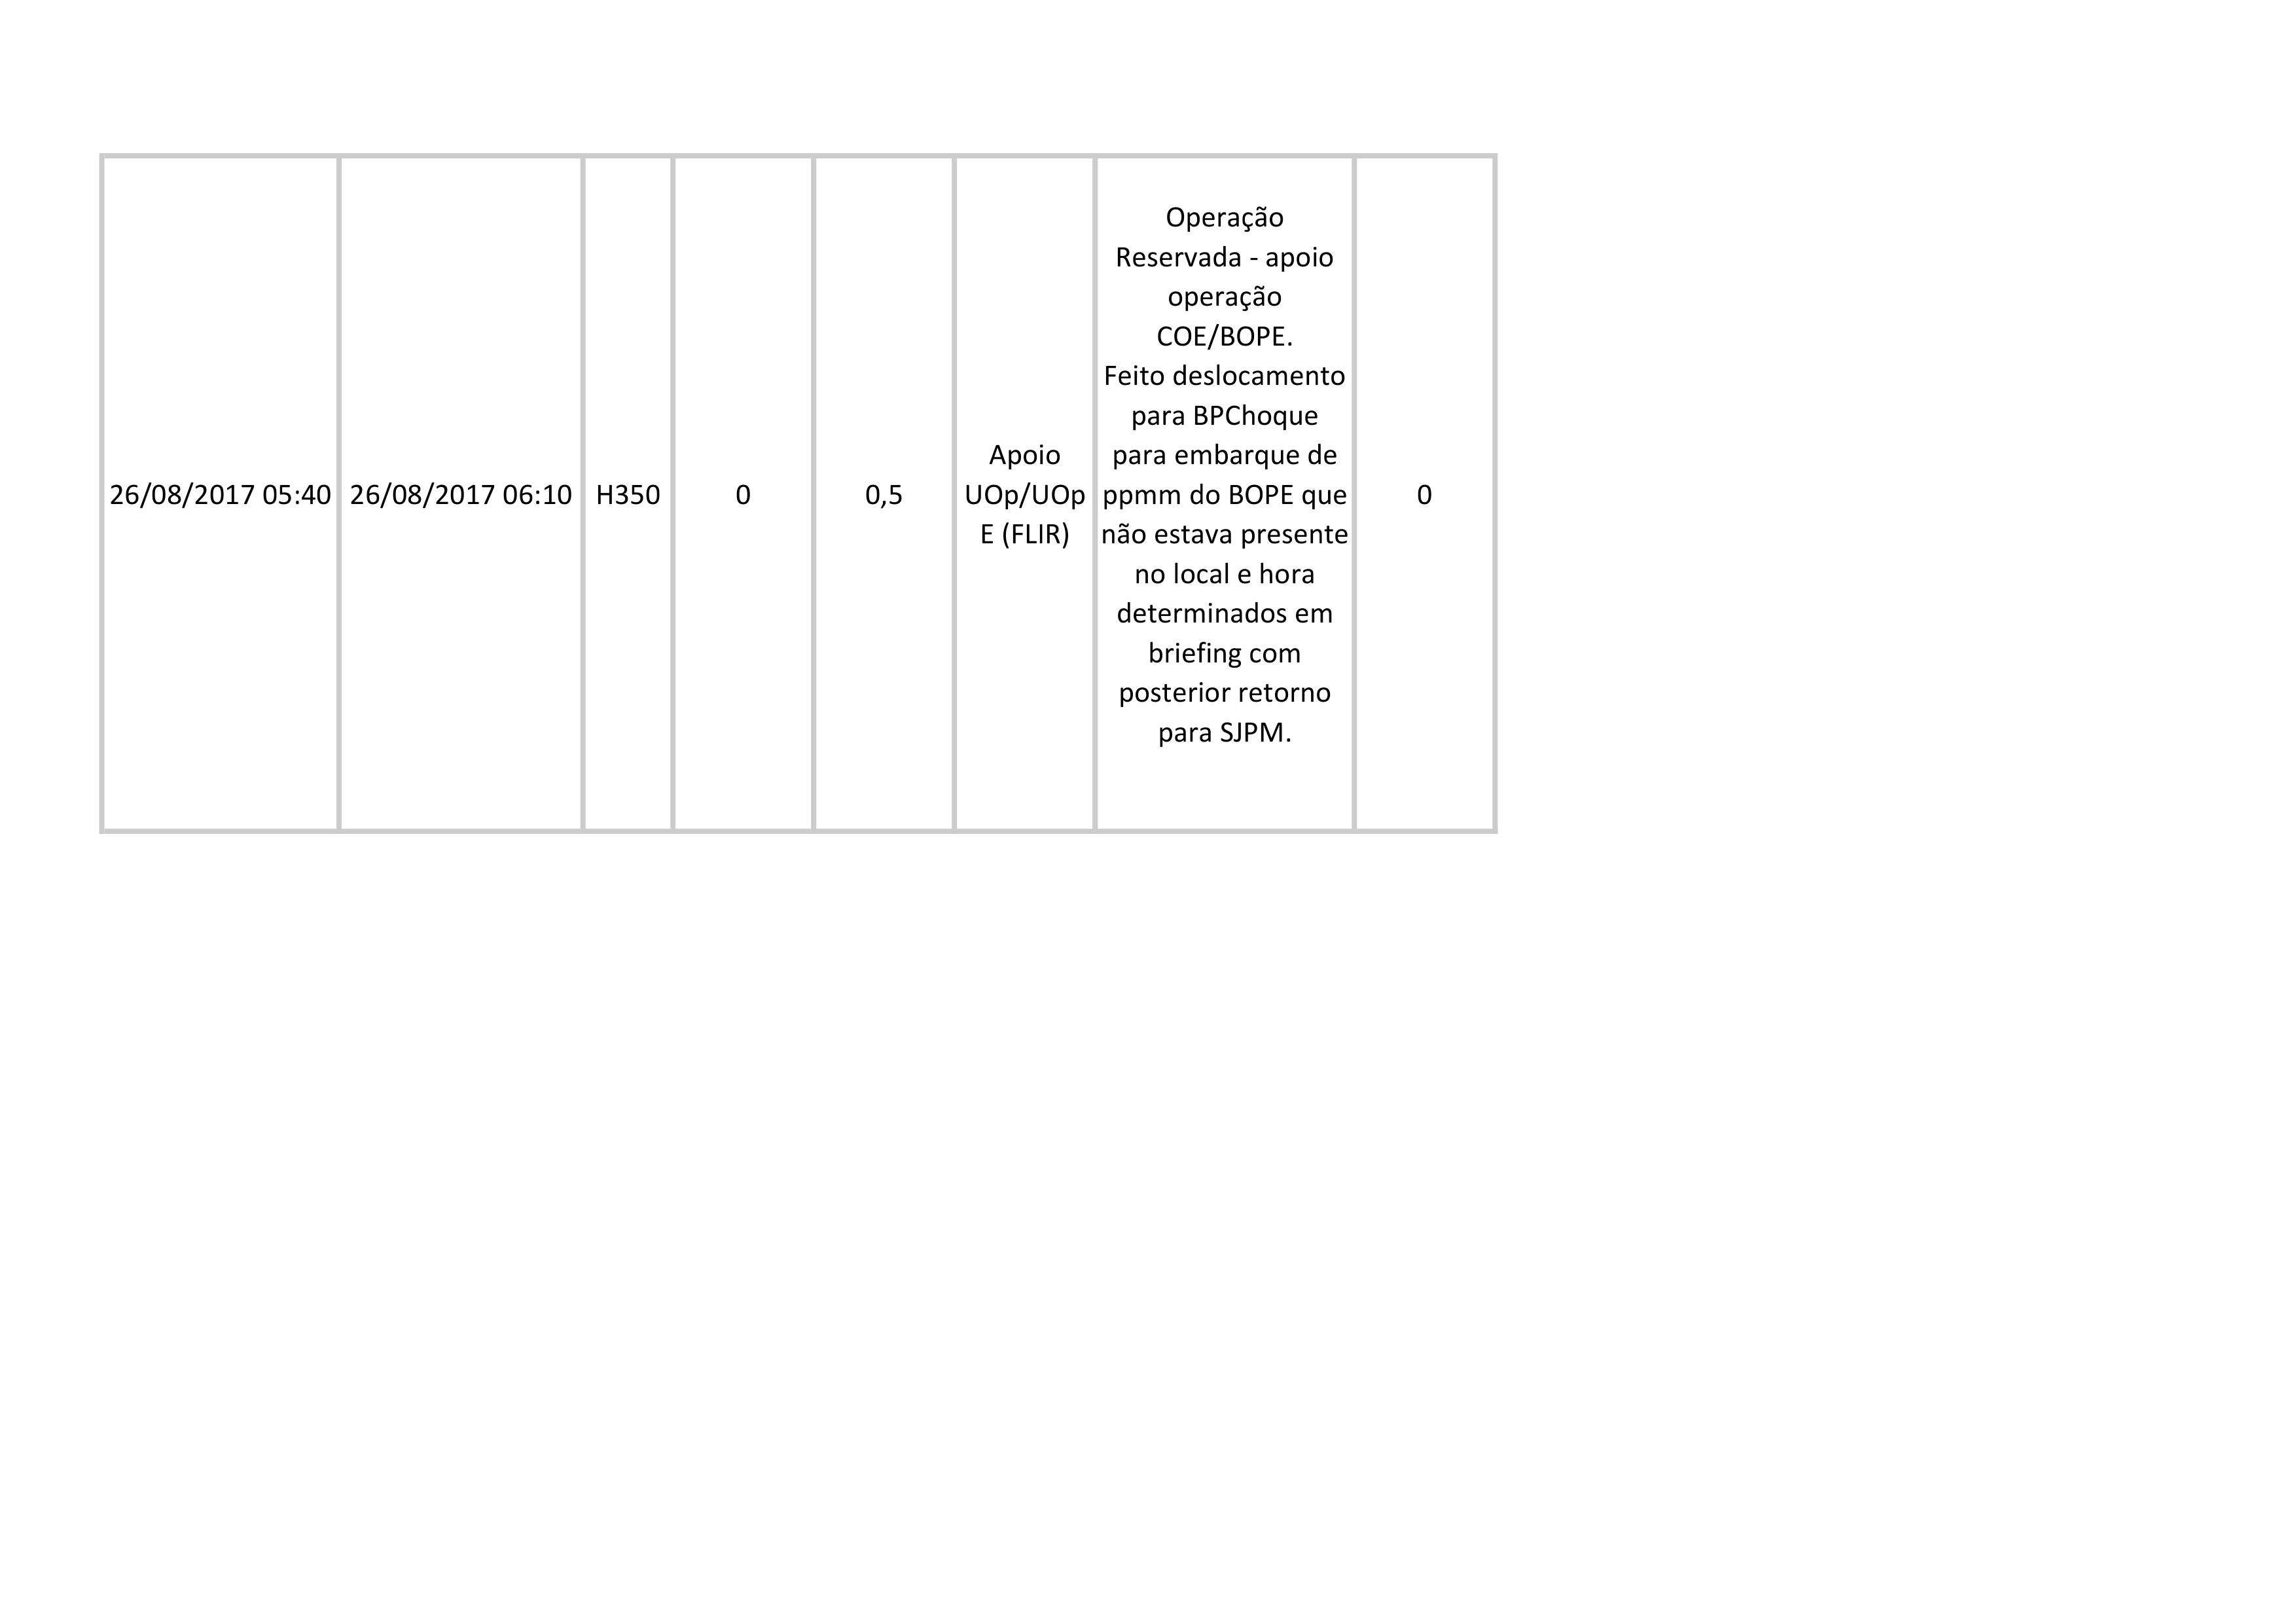 26/08/2017 05:40
26/08/2017 06:10
H350
0
0,5
Apoio
UOp/UOp
E (FLIR)
Operação
Reservada - apoio
operação
COE/BOPE.
Feito deslocamento
para BPChoque
para embarque de
ppmm do BOPE que
não estava presente
no local e hora
determinados em
briefing com
posterior retorno
para SJPM.
0